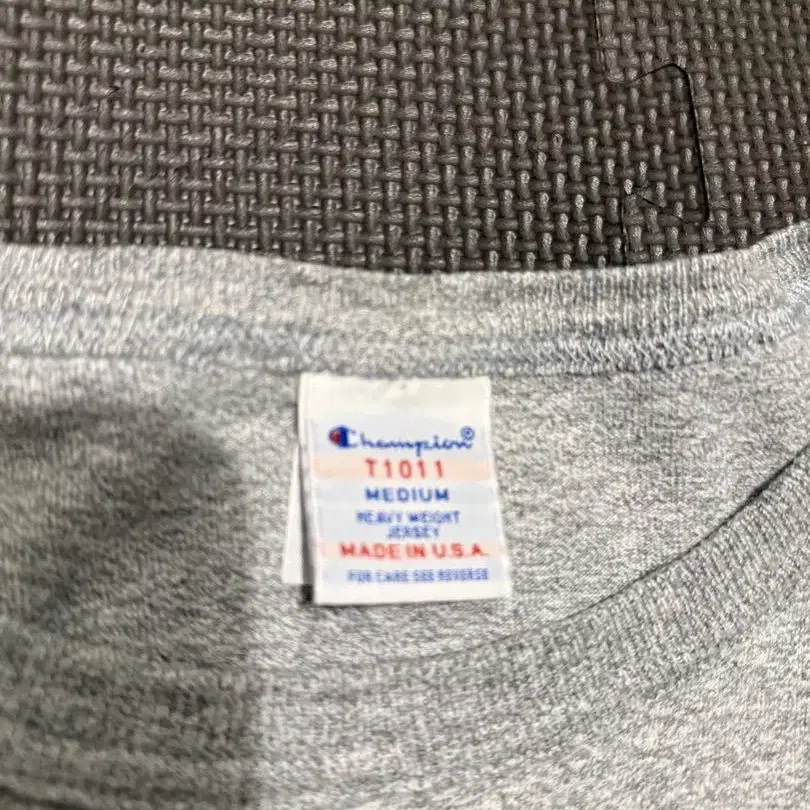 Champion®
T1011
MEDIUM
HEAVY WEIGHT
JERSEY
MADE IN U.S.A.
FOR CARE SEE REVERSE